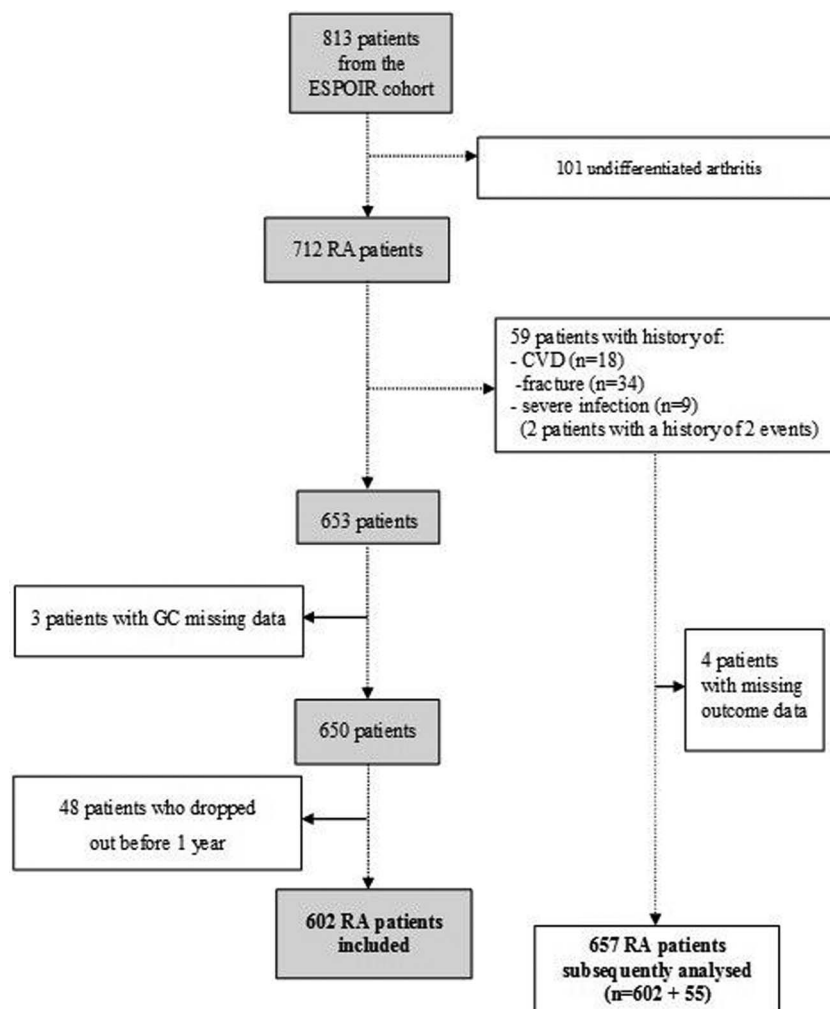 813 patients
from the
ESPOIR cohort
101 undifferentiated arthritis
712 RA patients
59 patients with history of:
- CVD (n=18)
-fracture (n=34)
- severe infection (n=9)
(2 patients with a history of 2 events)
653 patients
3 patients with GC missing data
4 patients
with missing
outcome data
650 patients
48 patients who dropped
out before 1 year
602 RA patients
included
657 RA patients
subsequently analysed
(n=602 + 55)